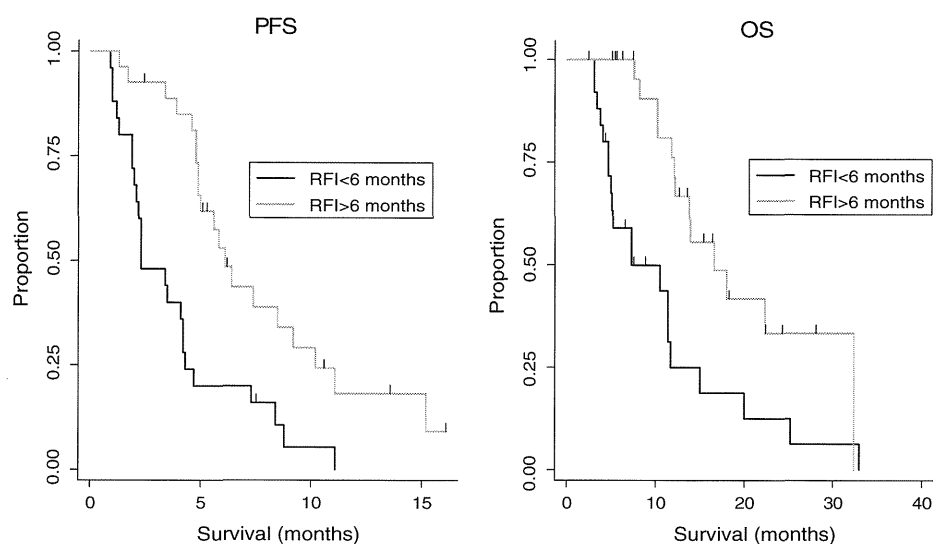 PFS
Proportion
1.00
0.75
0.50
0.25
0.00
RFI<6 months
RFI>6 months
0
5
10
15
Survival (months)
OS
Proportion
1.00
0.75
0.50
0.25
0.00
RFI<6 months
RFI>6 months
0
10
20
30
40
Survival (months)